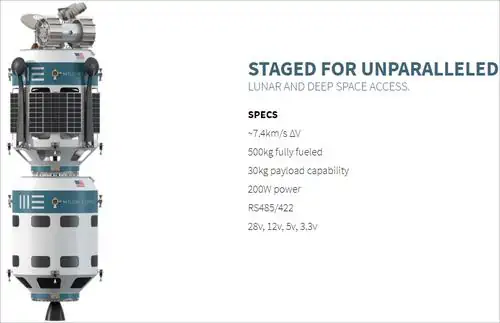 STAGED FOR UNPARALLELED
LUNAR AND DEEP SPACE ACCESS.
SPECS
~7,4km/s ΔV
500kg fully fueled
30kg payload capability
200W power
RS485/422
28v, 12v, 5v, 3.3v